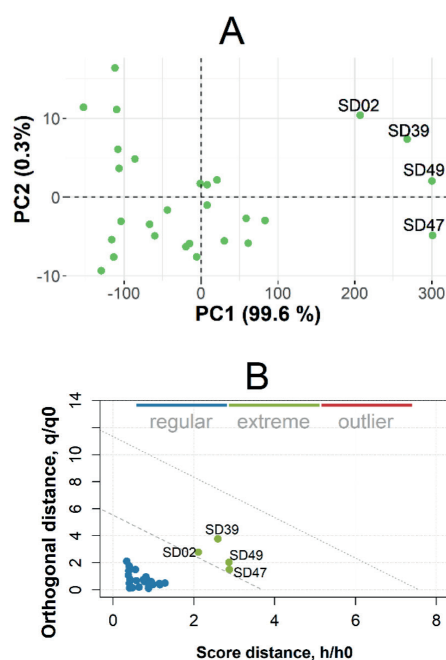 A
SD02
10
SD39
SD49
0
SD47
-10
PC2 (0.3%)
-100 0 100 200 300
PC1 (99.6 %)
B
14
regular extreme outlier
10
8
6
4
2
0
SD39
SD02
SD49
SD47
Orthogonal distance, q/q0
0 2 4 6 8
Score distance, h/h0